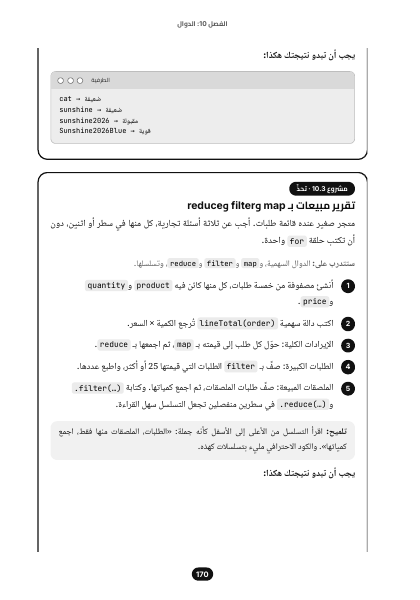 الفصل 10: الدوال
يجب أن تبدو نتيجتك هكذا:
الطرفية
cat → ضعيفة
sunshine → ضعيفة
sunshine2026 → مقبولة
Sunshine2026Blue → قوية
مشروع 10.3 · تحدٍّ
تقرير مبيعات بـ map وfilter وreduce
متجر صغير عنده قائمة طلبات. أجب عن ثلاثة أسئلة تجارية، كل منها في سطر أو اثنين، دون
أن تكتب حلقة for واحدة.
ستتدرب على: الدوال السهمية، و map و filter و reduce ، وتسلسلها.
1 أنشئ مصفوفة من خمسة طلبات، كل منها كائن فيه product و quantity
و price .
2 اكتب دالة سهمية lineTotal(order) تُرجع الكمية × السعر.
3 الإيرادات الكلية: حوّل كل طلب إلى قيمته بـ map ، ثم اجمعها بـ reduce .
4 الطلبات الكبيرة: صفِّ بـ filter الطلبات التي قيمتها 25 أو أكثر، واطبع عددها.
5 الملصقات المبيعة: صفِّ طلبات الملصقات، ثم اجمع كمياتها. وكتابة .filter(…)
و .reduce(…) في سطرين منفصلين تجعل التسلسل سهل القراءة.
تلميح: اقرأ التسلسل من الأعلى إلى الأسفل كأنه جملة: «الطلبات، الملصقات منها فقط، اجمع
كمياتها». والكود الاحترافي مليء بتسلسلات كهذه.
يجب أن تبدو نتيجتك هكذا:
170